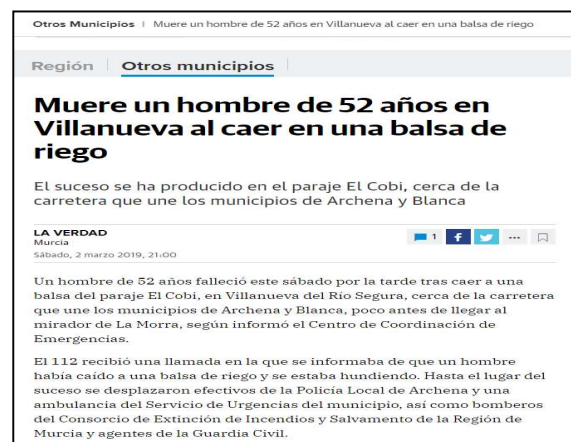 Otros Municipios | Muere un hombre de 52 años en Villanueva al caer en una balsa de riego
Región | Otros municipios |
Muere un hombre de 52 años en
Villanueva al caer en una balsa de
riego
El suceso se ha producido en el paraje El Cobi, cerca de la
carretera que une los municipios de Archena y Blanca
LA VERDAD
Murcia
Sábado, 2 marzo 2019, 21:00
1 f ...
Un hombre de 52 años falleció este sábado por la tarde tras caer a una
balsa del paraje El Cobi, en Villanueva del Río Segura, cerca de la carretera
que une los municipios de Archena y Blanca, poco antes de llegar al
mirador de La Morra, según informó el Centro de Coordinación de
Emergencias.
El 112 recibió una llamada en la que se informaba de que un hombre
había caído a una balsa de riego y se estaba hundiendo. Hasta el lugar del
suceso se desplazaron efectivos de la Policía Local de Archena y una
ambulancia del Servicio de Urgencias del municipio, así como bomberos
del Consorcio de Extinción de Incendios y Salvamento de la Región de
Murcia y agentes de la Guardia Civil.